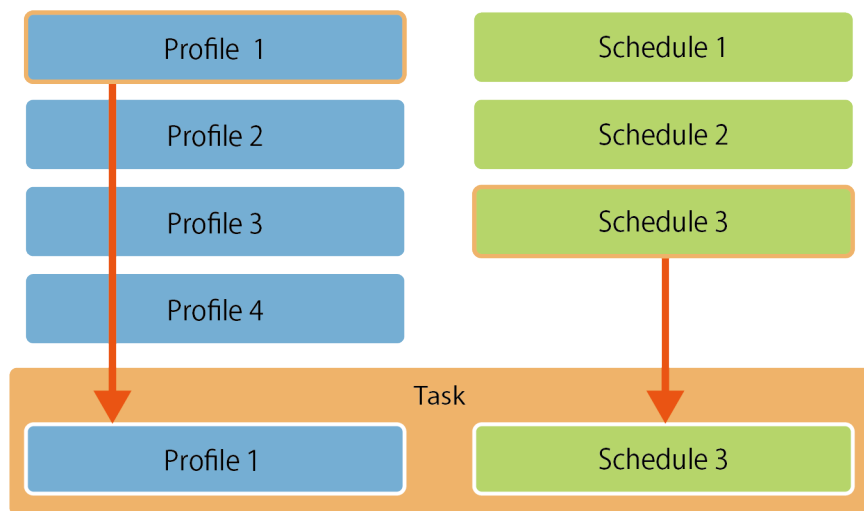 Profile 1
Schedule 1
Profile 2
Schedule 2
Profile 3
Schedule 3
Profile 4
Task
Profile 1
Schedule 3